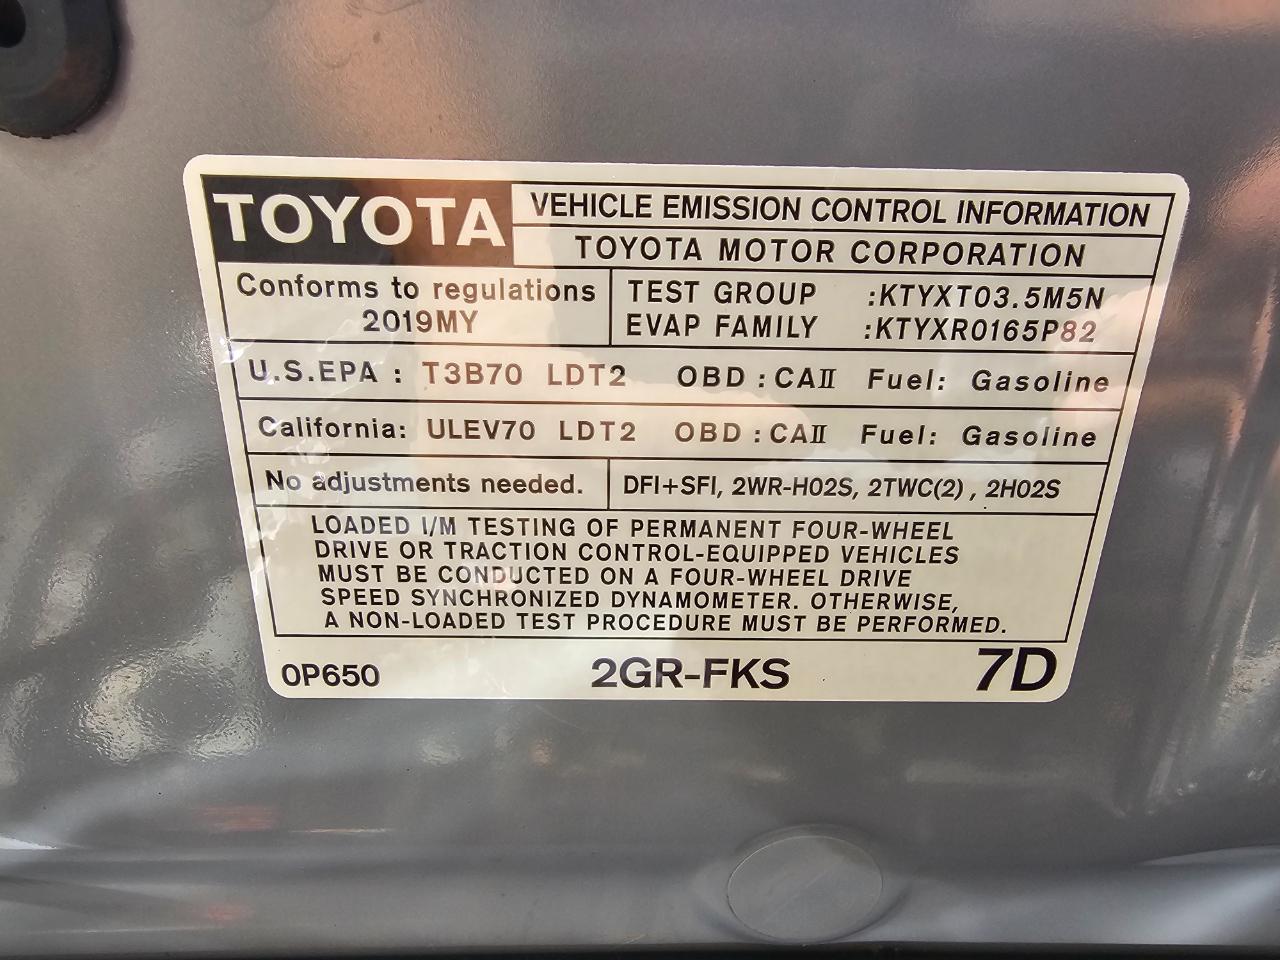 TOYOTA
VEHICLE EMISSION CONTROL INFORMATION
TOYOTA MOTOR CORPORATION
Conforms to regulations
2019MY
TEST GROUP :KTYXT03.5M5N
EVAP FAMILY :KTYXR0165P82
U.S.EPA : T3B70 LDT2 OBD : CAII Fuel: Gasoline
California: ULEV70 LDT2 OBD : CAII Fuel: Gasoline
No adjustments needed.
DFI+SFI, 2WR-HO2S, 2TWC(2) , 2HO2S
LOADED I/M TESTING OF PERMANENT FOUR-WHEEL
DRIVE OR TRACTION CONTROL-EQUIPPED VEHICLES
MUST BE CONDUCTED ON A FOUR-WHEEL DRIVE
SPEED SYNCHRONIZED DYNAMOMETER. OTHERWISE,
A NON-LOADED TEST PROCEDURE MUST BE PERFORMED.
0P650 2GR-FKS 7D